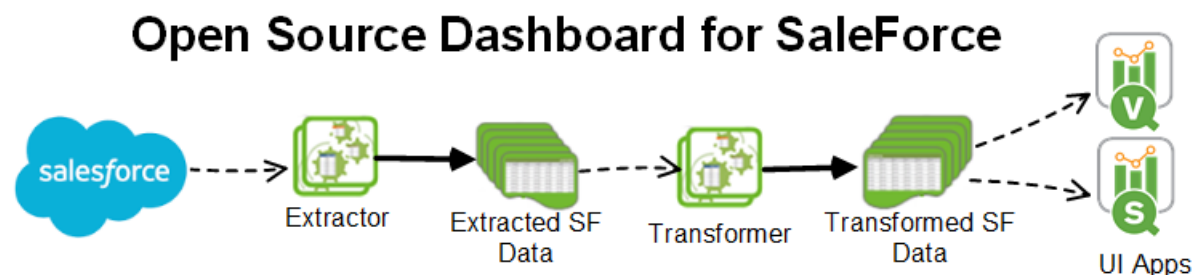 Open Source Dashboard for SaleForce
salesforce
Extractor
Extracted SF
Data
Transformer
Transformed SF
Data
V
S
UI Apps